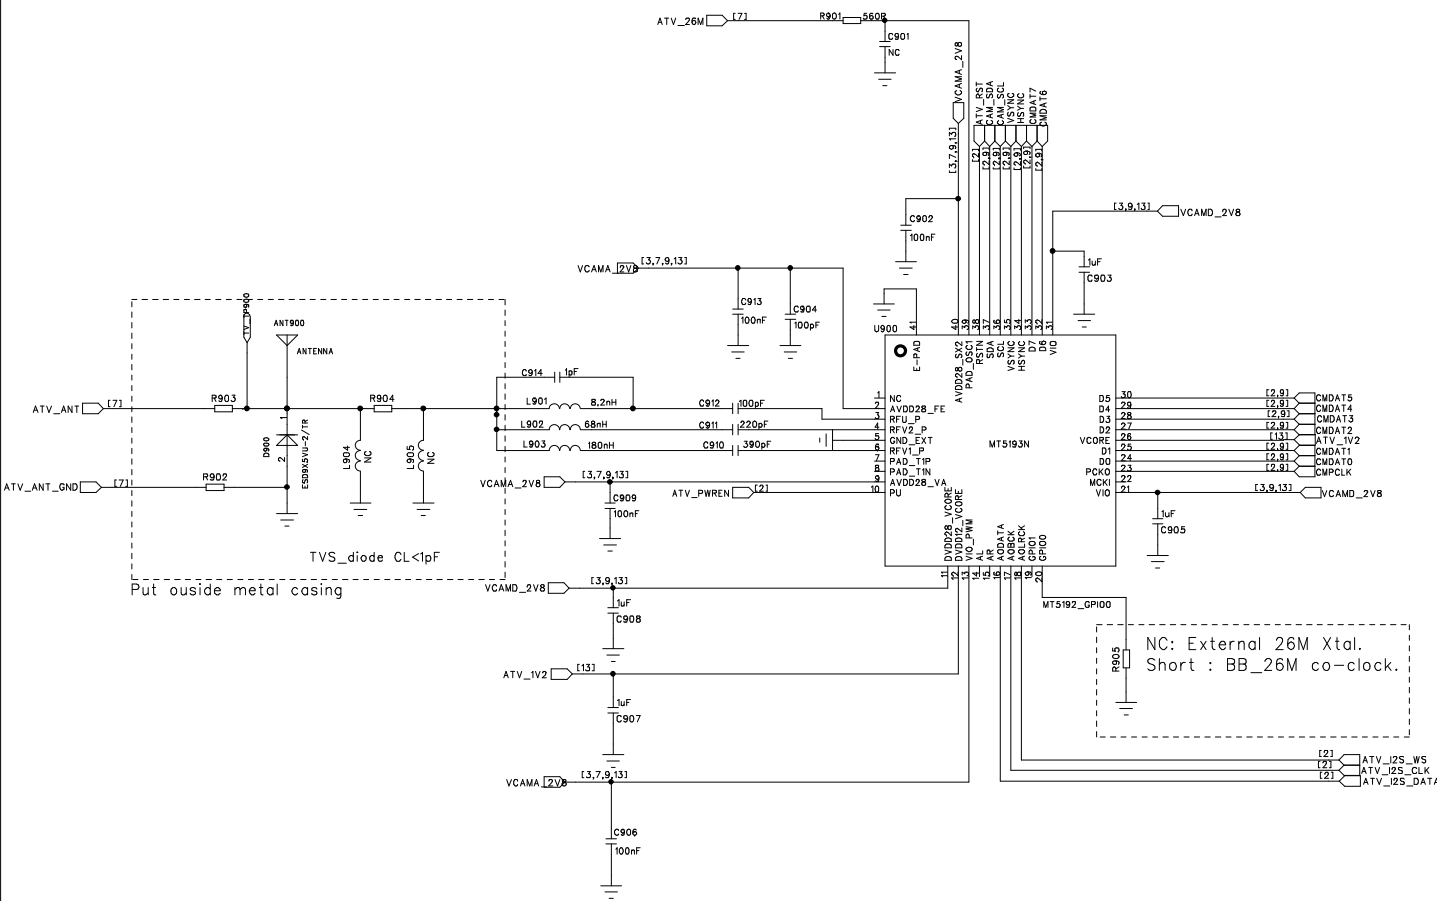 ATV_26M [7] R901 560R
C901
NC
VCAMA_2V8
[3,7,9,13]
ATV_RST [2]
CAM_SDA [2,9]
CAM_SCL [2,9]
VSYNC [2,9]
HSYNC [2,9]
CMDAT7 [2,9]
CMDAT6 [2,9]
C902
100nF
[3,9,13] VCAMD_2V8
1uF
C903
VCAMA_2V8 [3,7,9,13]
C913
100nF
C904
100pF
U900
41 E-PAD
40 AVDD28_SX2
39 PAD_OSC1
38 RSTN
37 SDA
36 SCL
35 VSYNC
34 HSYNC
33 D7
32 D6
31 VIO
TV_TP900
ANT900
ANTENNA
ATV_ANT [7] R903
R904
1
D900
2
ESD9X5VU-2/TR
L904
NC
L905
NC
ATV_ANT_GND [7] R902
TVS_diode CL<1pF
Put ouside metal casing
C914 1pF
L901 8,2nH C912 100pF
L902 68nH C911 220pF
L903 180nH C910 390pF
VCAMA_2V8 [3,7,9,13]
C909
100nF
ATV_PWREN [2]
1 NC
2 AVDD28_FE
3 RFU_P
4 RFV2_P
5 GND_EXT
6 RFV1_P
7 PAD_T1P
8 PAD_T1N
9 AVDD28_VA
10 PU
MT5193N
D5 30 [2,9] CMDAT5
D4 29 [2,9] CMDAT4
D3 28 [2,9] CMDAT3
D2 27 [2,9] CMDAT2
VCORE 26 [13] ATV_1V2
D1 25 [2,9] CMDAT1
D0 24 [2,9] CMDAT0
PCKO 23 [2,9] CMPCLK
MCKI 22
VIO 21 [3,9,13] VCAMD_2V8
1uF
C905
DVDD28_VCORE 11
DVDD12_VCORE 12
VIO_PWM 13
AL 14
AR 15
AODATA 16
AOBCK 17
AOLRCK 18
GPIO1 19
GPIO0 20
MT5192_GPIO0
VCAMD_2V8 [3,9,13]
1uF
C908
ATV_1V2 [13]
1uF
C907
VCAMA_2V8 [3,7,9,13]
C906
100nF
R905
NC: External 26M Xtal.
Short : BB_26M co-clock.
[2] ATV_I2S_WS
[2] ATV_I2S_CLK
[2] ATV_I2S_DATA